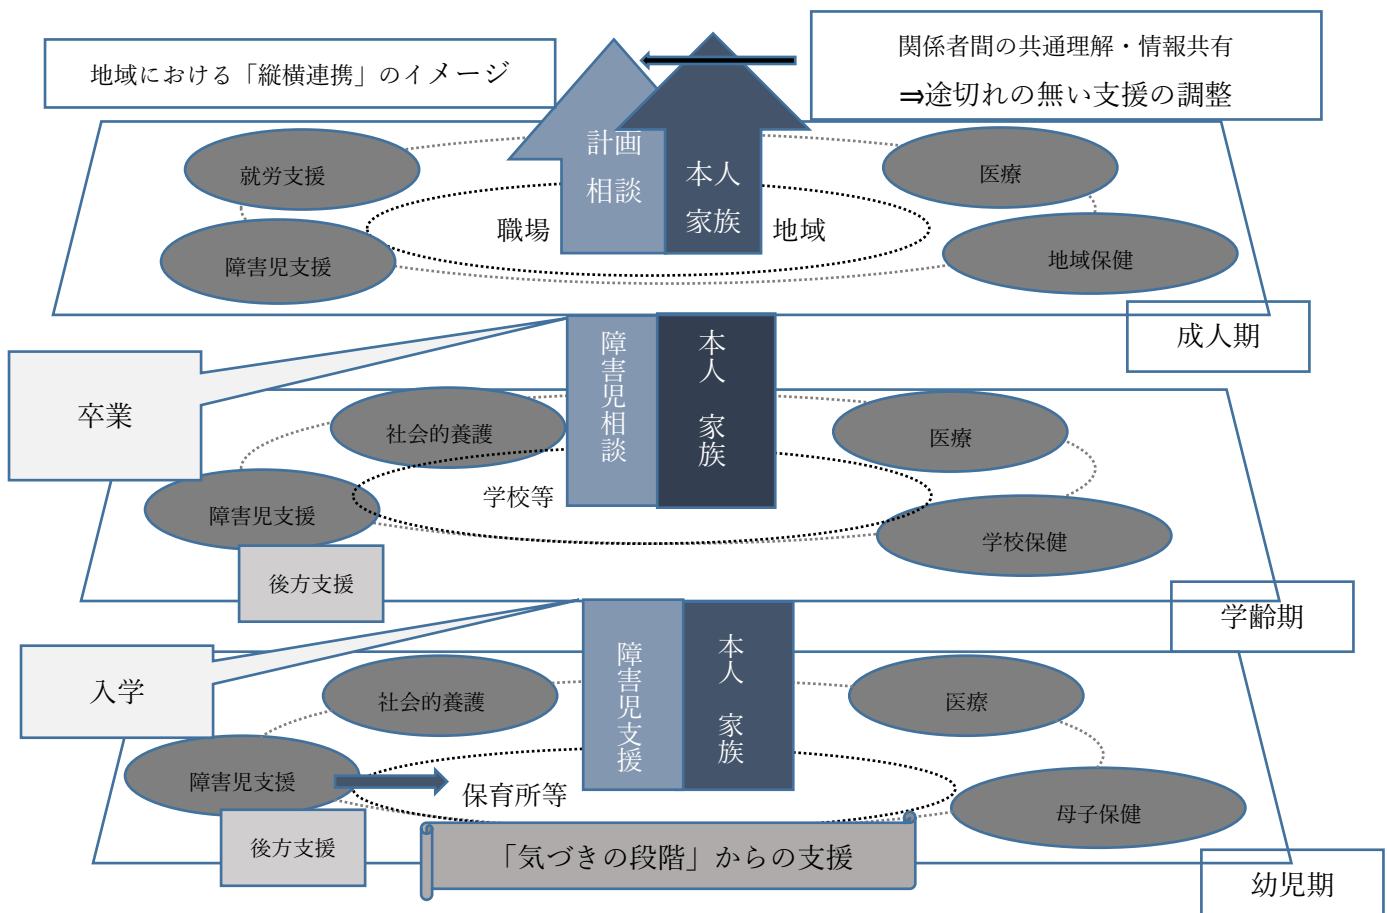 地域における「縦横連携」のイメージ
関係者間の共通理解・情報共有
⇒途切れの無い支援の調整
計画
相談
本人
家族
就労支援
医療
職場
地域
障害児支援
地域保健
成人期
卒業
障害児相談
本人 家族
社会的養護
医療
学校等
障害児支援
学校保健
後方支援
学齢期
入学
障害児支援
本人 家族
社会的養護
医療
障害児支援
保育所等
母子保健
後方支援
「気づきの段階」からの支援
幼児期